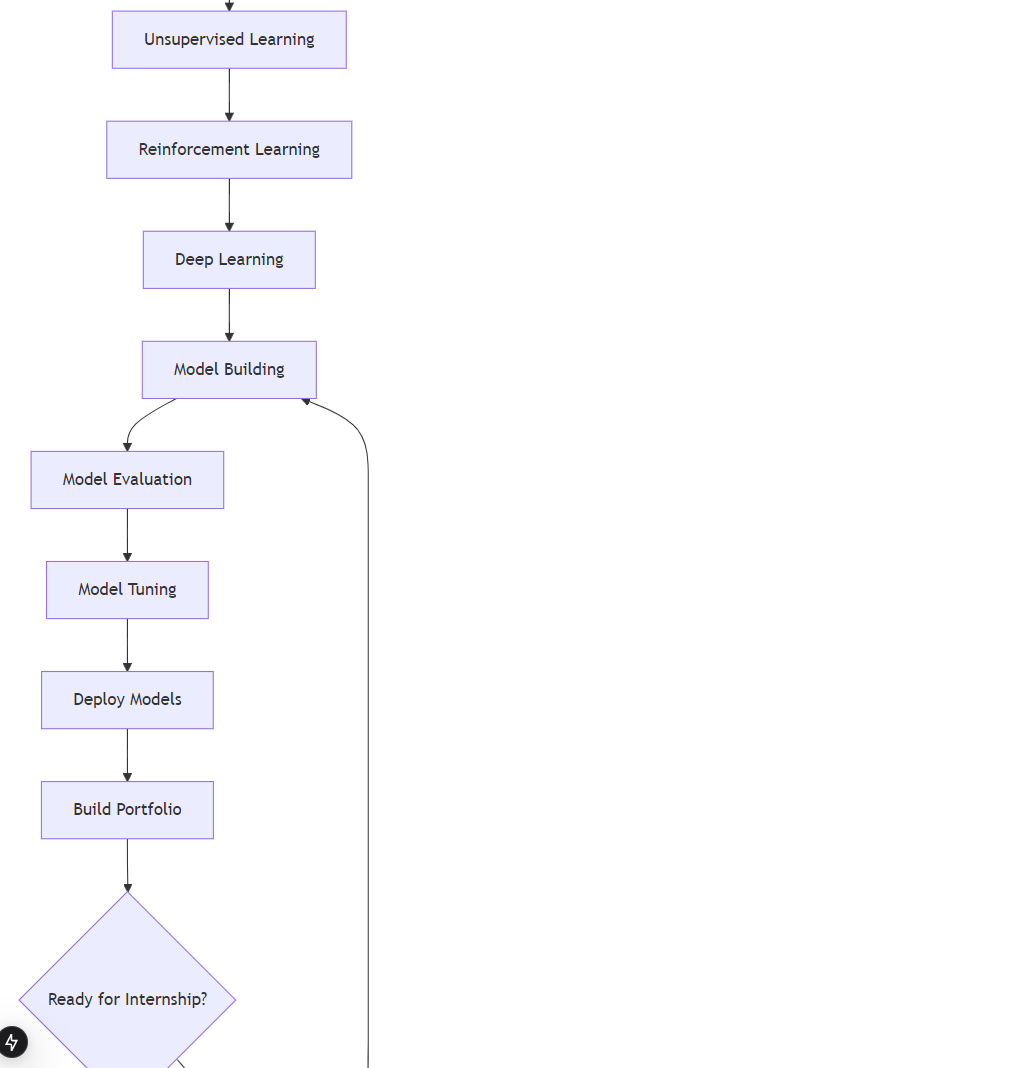 Unsupervised Learning
Reinforcement Learning
Deep Learning
Model Building
Model Evaluation
Model Tuning
Deploy Models
Build Portfolio
Ready for Internship?